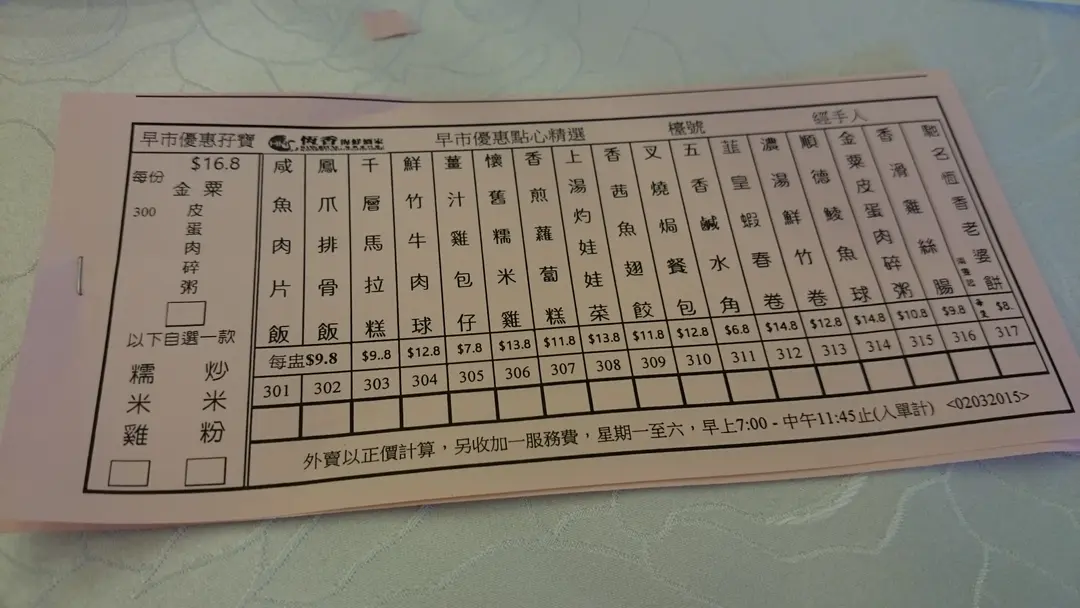 早市優惠孖寶
$16.8
每份
金粟
300
皮蛋肉碎粥
以下自選一款
糯米雞
炒米粉
恆香海鮮酒家
早市優惠點心精選
檯號
經手人
咸魚肉片飯
鳳爪排骨飯
千層馬拉糕
鮮竹牛肉球
薑汁雞包仔
懷舊糯米雞
香煎蘿蔔糕
上湯灼娃娃菜
香茜魚翅餃
叉燒焗餐包
五香鹹水角
韮皇蝦春卷
濃湯鮮竹卷
順德鯪魚球
金粟皮蛋肉碎粥
香滑雞絲腸
馳名恆香老婆餅
每盅$9.8 $9..8 $12.8 $7.8 $13.8 $11.8 $13.8 $11.8 $12.8 $6.8 $14.8 $12.8 $14.8 $10.8 $9.8 $8.
301 302 303 304 305 306 307 308 309 310 311 312 313 314 315 316 317
外賣以正價計算，另收加一服務費，星期一至六，早上7:00 - 中午11:45止(入單計) <02032015>